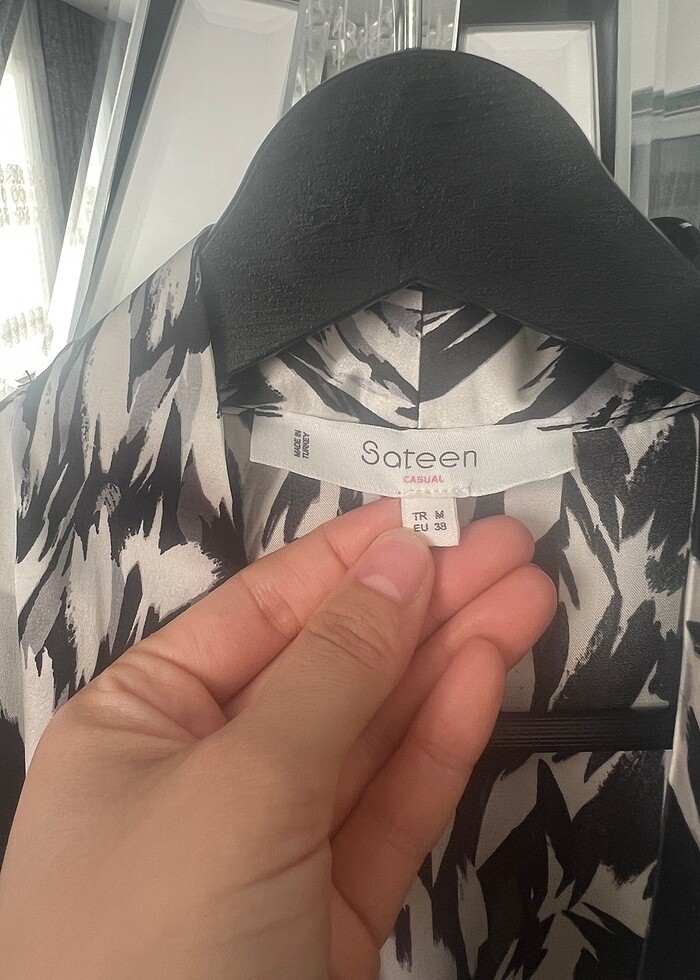 MADE IN
TURKEY
Sateen
CASUAL
TR M
EU 38